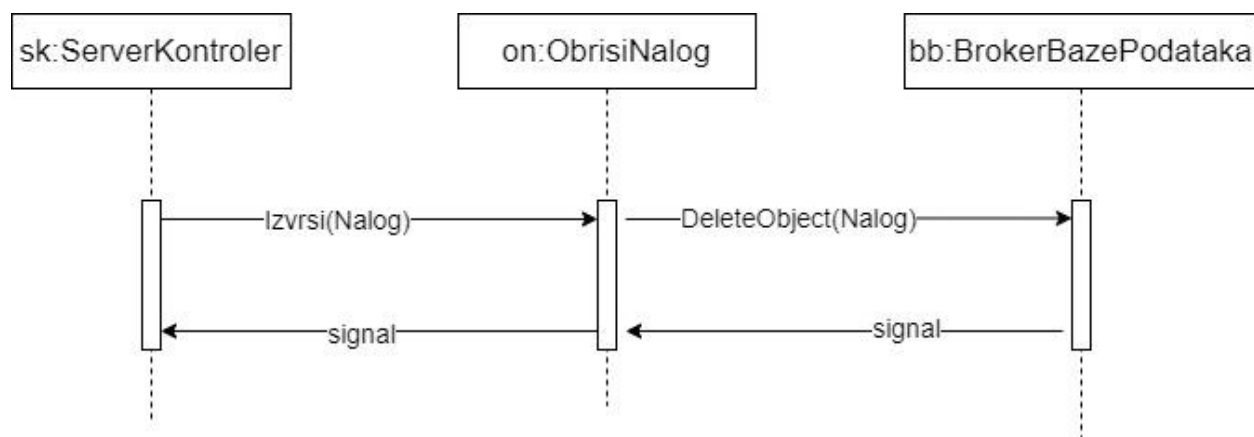 sk:ServerKontroler
on:ObrisiNalog
bb:BrokerBazePodataka
Izvrsi(Nalog)
DeleteObject(Nalog)
signal
signal